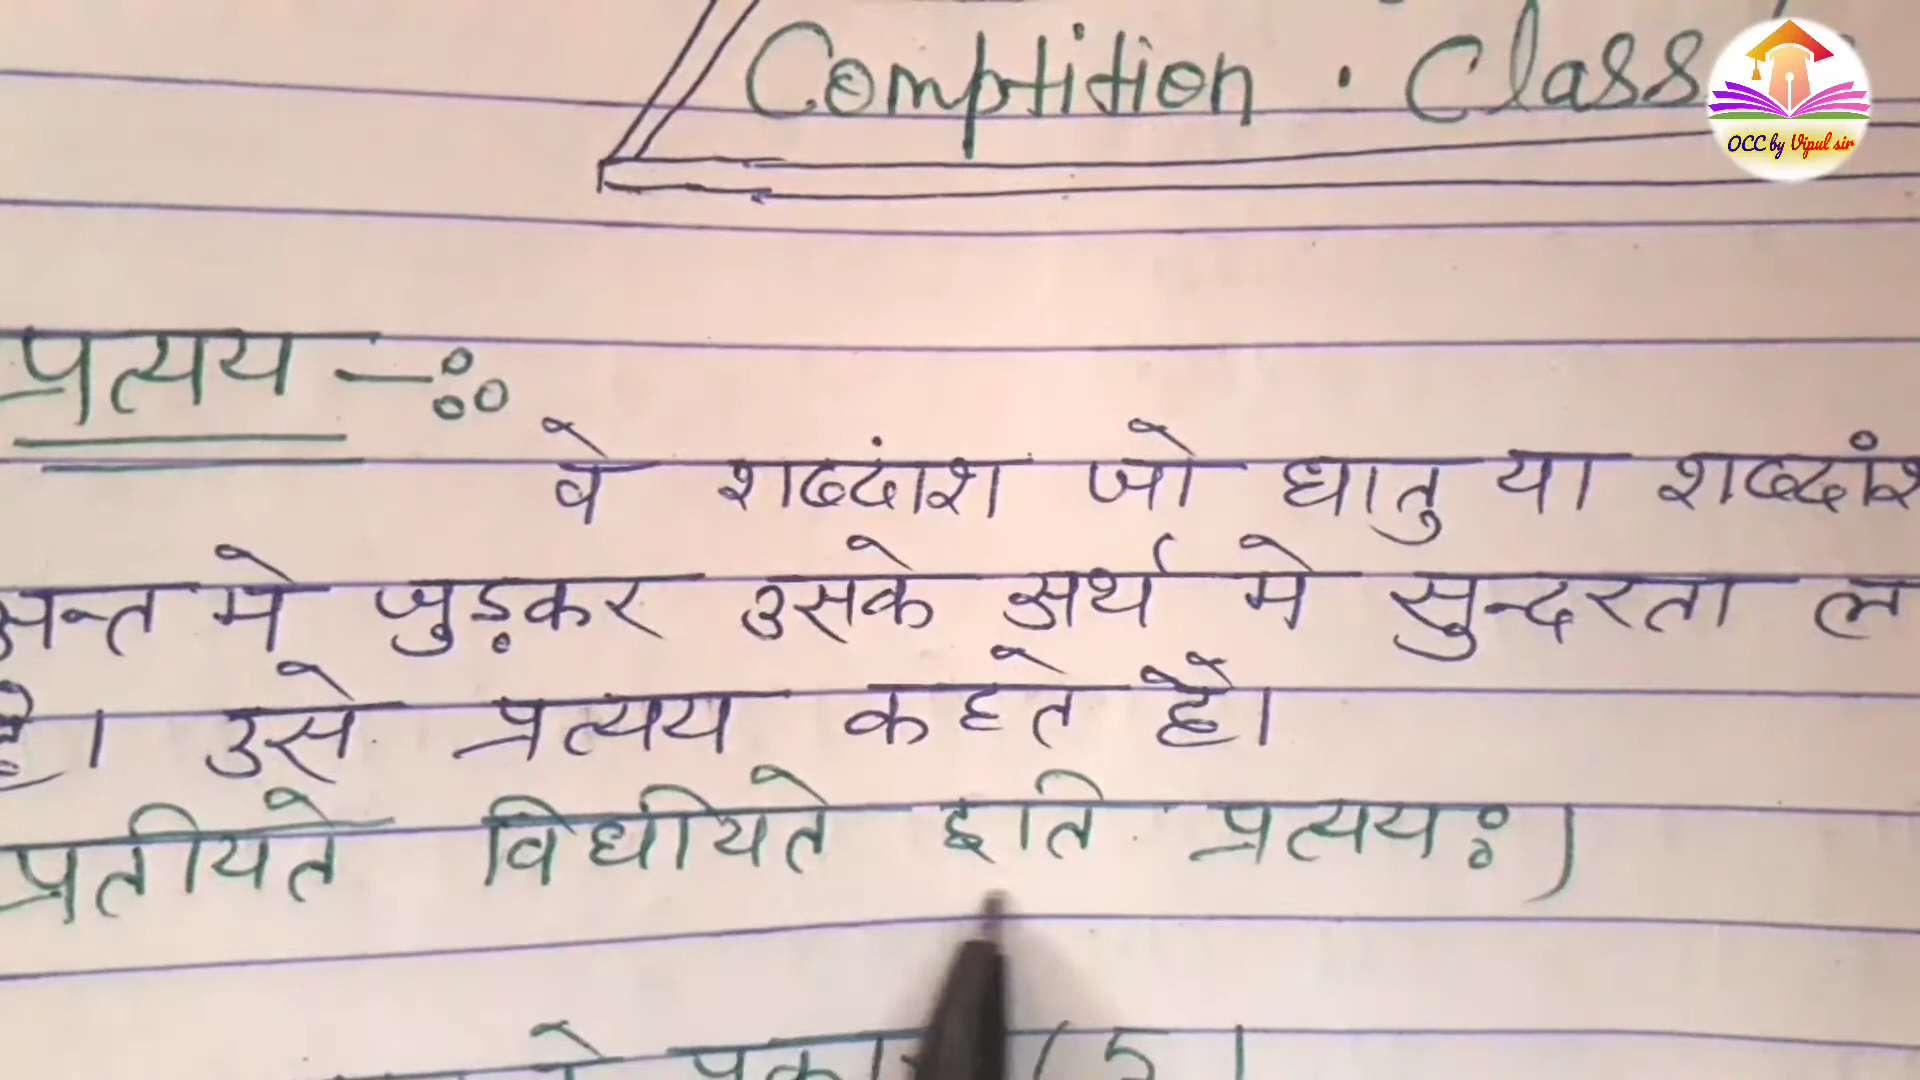 Comptition . Class
OCC by Vipul sir
प्रत्यय –
वे शब्दांश जो धातु या शब्दांश
अन्त मे जुड़कर उसके अर्थ मे सुन्दरता
है। उसे प्रत्यय कहते है।
प्रतीयते विधीयते इति प्रत्ययः)